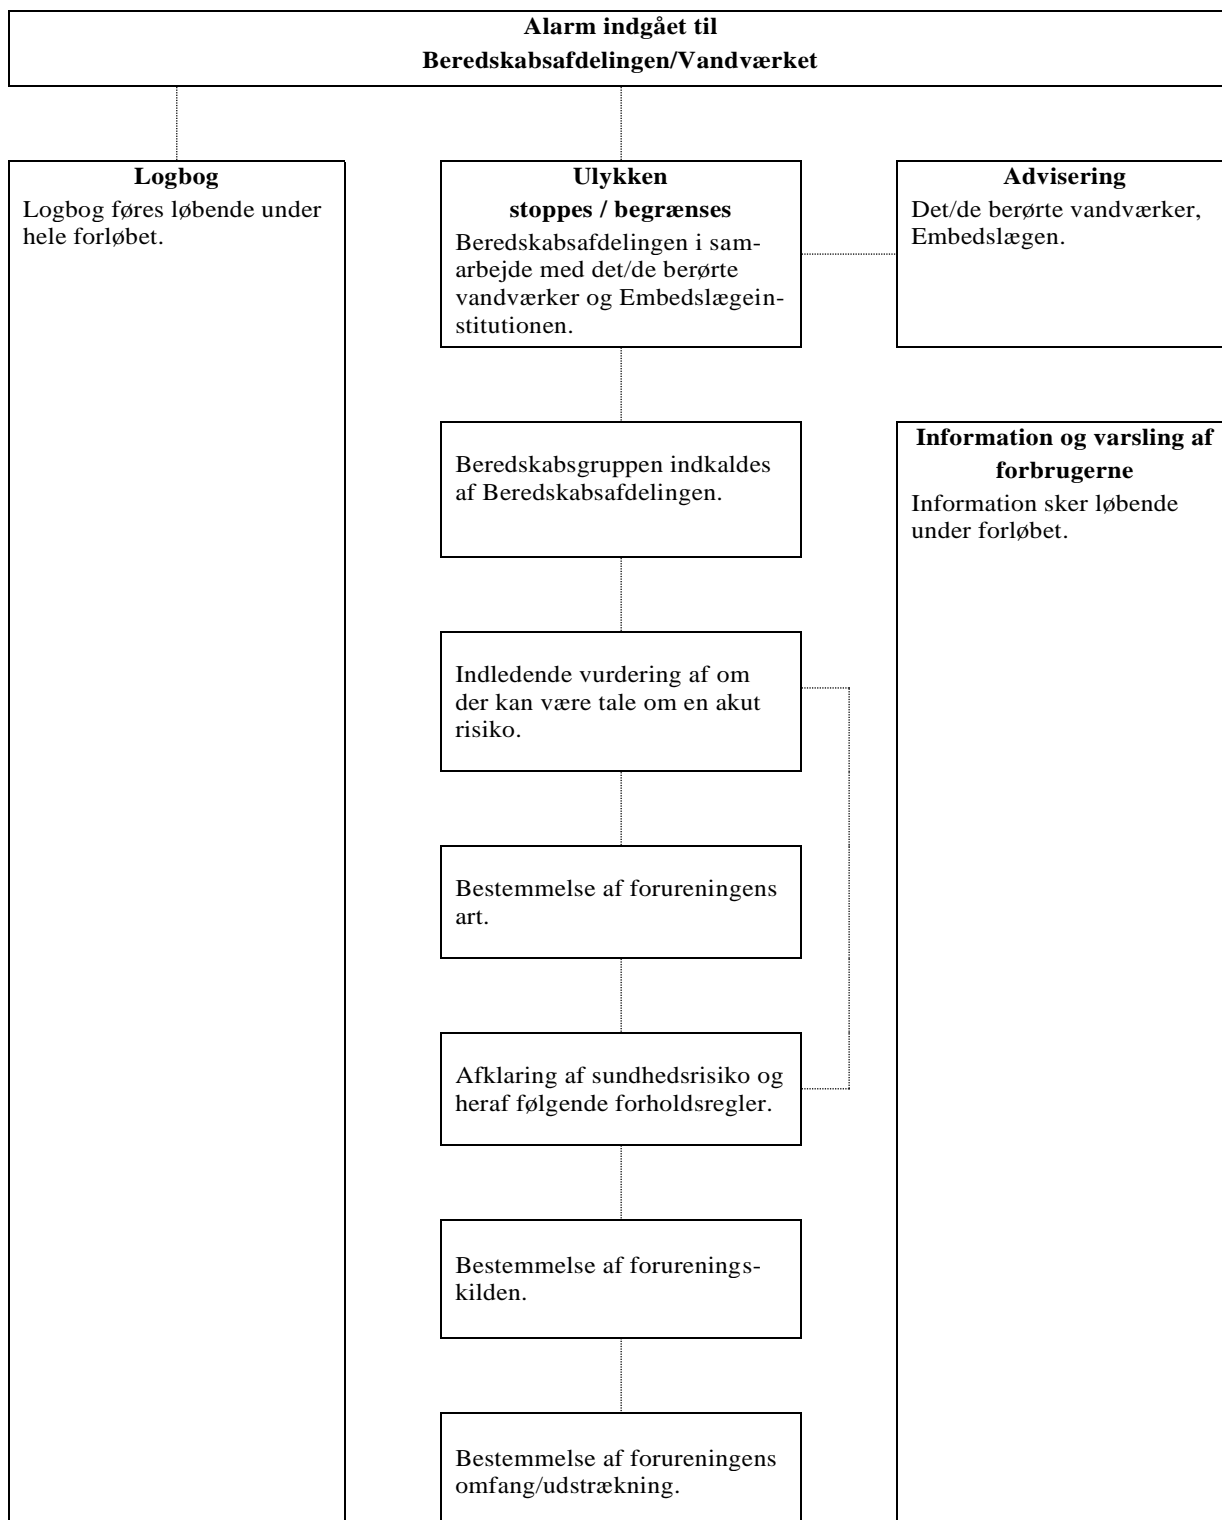 Alarm indgået til
Beredskabsafdelingen/Vandværket
Logbog
Logbog føres løbende under
hele forløbet.
Ulykken
stoppes / begrænses
Beredskabsafdelingen i sam-
arbejde med det/de berørte
vandværker og Embedslægein-
stitutionen.
Advisering
Det/de berørte vandværker,
Embedslægen.
Beredskabsgruppen indkaldes
af Beredskabsafdelingen.
Information og varsling af
forbrugerne
Information sker løbende
under forløbet.
Indledende vurdering af om
der kan være tale om en akut
risiko.
Bestemmelse af forureningens
art.
Afklaring af sundhedsrisiko og
heraf følgende forholdsregler.
Bestemmelse af forurenings-
kilden.
Bestemmelse af forureningens
omfang/udstrækning.